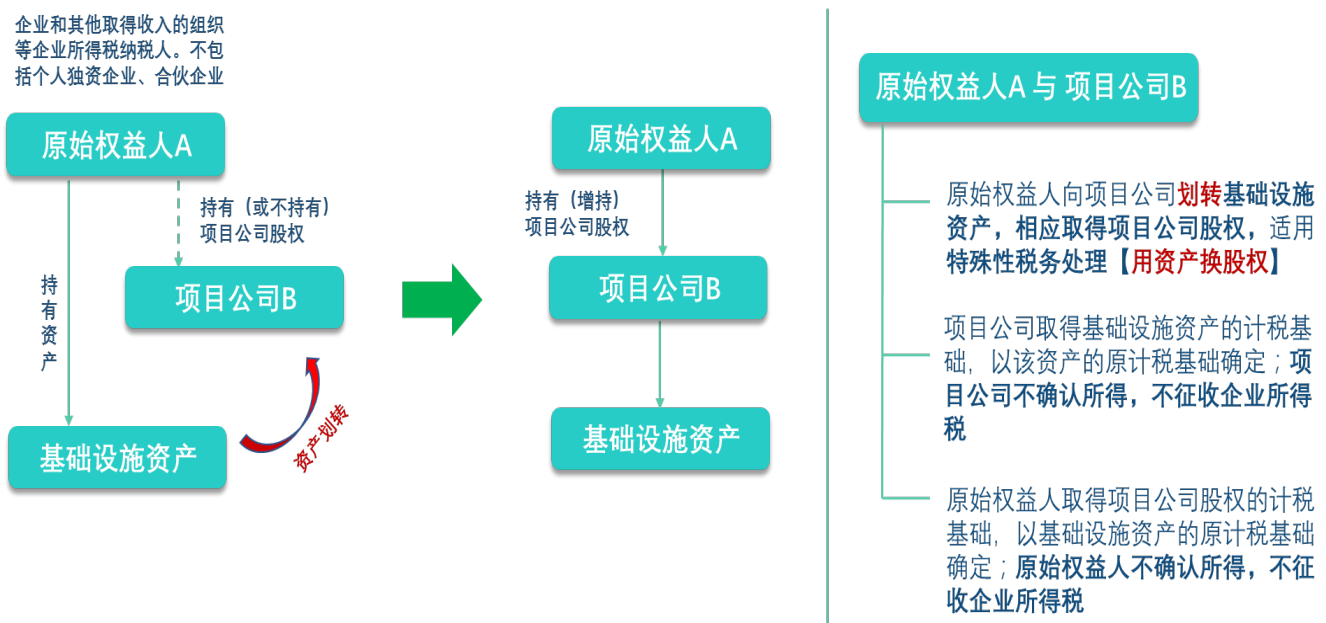 企业和其他取得收入的组织
等企业所得税纳税人。不包
括个人独资企业、合伙企业
原始权益人A
持有（或不持有）
项目公司股权
持有资产
项目公司B
资产划转
基础设施资产
原始权益人A
持有（增持）
项目公司股权
项目公司B
基础设施资产
原始权益人A 与 项目公司B
原始权益人向项目公司划转基础设施
资产，相应取得项目公司股权，适用
特殊性税务处理【用资产换股权】
项目公司取得基础设施资产的计税基
础，以该资产的原计税基础确定；项
目公司不确认所得，不征收企业所得
税
原始权益人取得项目公司股权的计税
基础，以基础设施资产的原计税基础
确定；原始权益人不确认所得，不征
收企业所得税